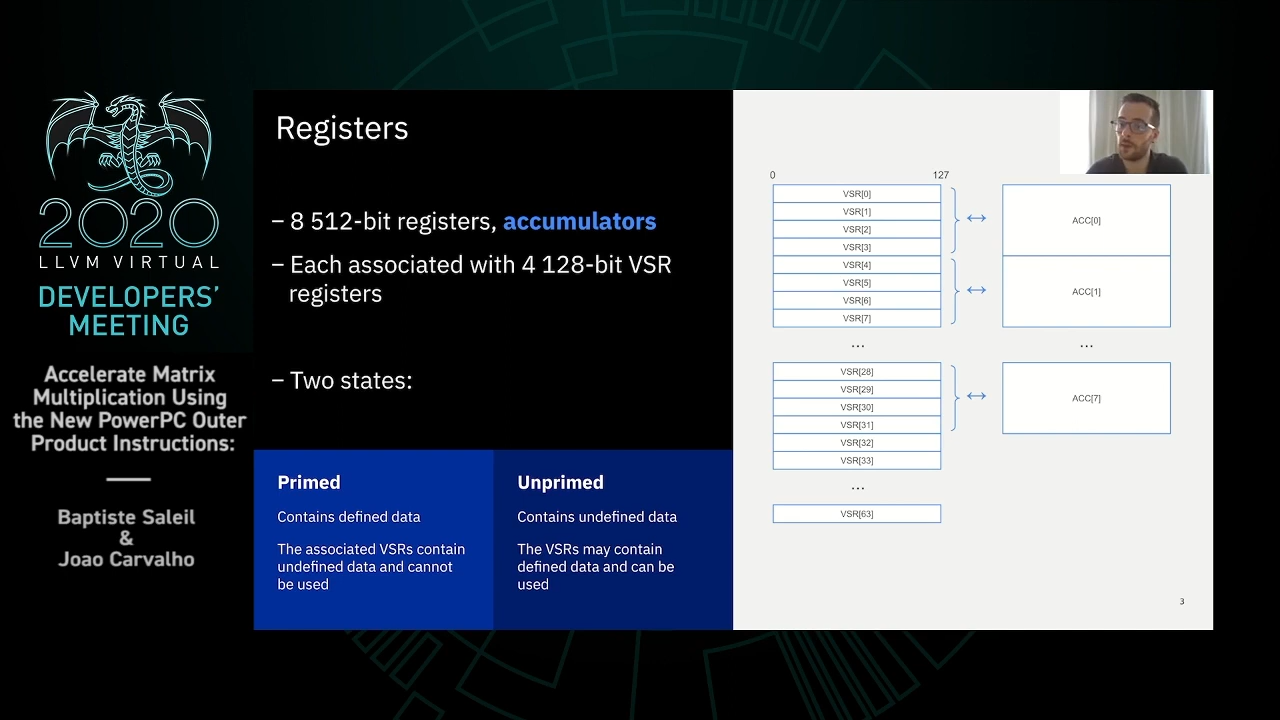 2020
LLVM VIRTUAL
DEVELOPERS'
MEETING
Accelerate Matrix
Multiplication Using
the New PowerPC Outer
Product Instructions:
Baptiste Saleil
&
Joao Carvalho
Registers
– 8 512-bit registers, accumulators
– Each associated with 4 128-bit VSR
registers
– Two states:
Primed
Contains defined data
The associated VSRs contain
undefined data and cannot
be used
Unprimed
Contains undefined data
The VSRs may contain
defined data and can be
used
0 127
VSR[0]
VSR[1]
VSR[2]
VSR[3]
VSR[4]
VSR[5]
VSR[6]
VSR[7]
...
VSR[28]
VSR[29]
VSR[30]
VSR[31]
VSR[32]
VSR[33]
...
VSR[63]
ACC[0]
ACC[1]
...
ACC[7]
3